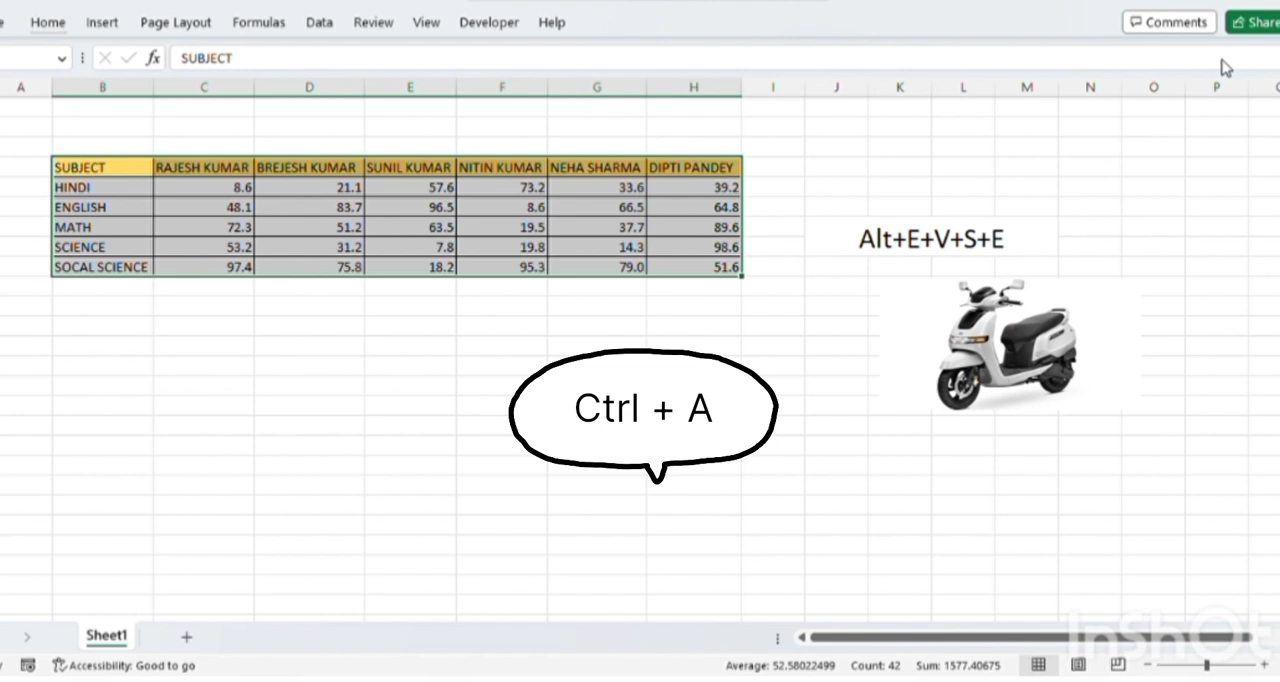 Home Insert Page Layout Formulas Data Review View Developer Help Comments Share
fx SUBJECT
A B C D E F G H I J K L M N O P
SUBJECT RAJESH KUMAR BREJESH KUMAR SUNIL KUMAR NITIN KUMAR NEHA SHARMA DIPTI PANDEY
HINDI 8.6 21.1 57.6 73.2 33.6 39.2
ENGLISH 48.1 83.7 96.5 8.6 66.5 64.8
MATH 72.3 51.2 63.5 19.5 37.7 89.6
SCIENCE 53.2 31.2 7.8 19.8 14.3 98.6
SOCAL SCIENCE 97.4 75.8 18.2 95.3 79.0 51.6
Alt+E+V+S+E
Ctrl + A
Sheet1
InShOt
Accessibility: Good to go Average: 52.58022499 Count: 42 Sum: 1577.40675